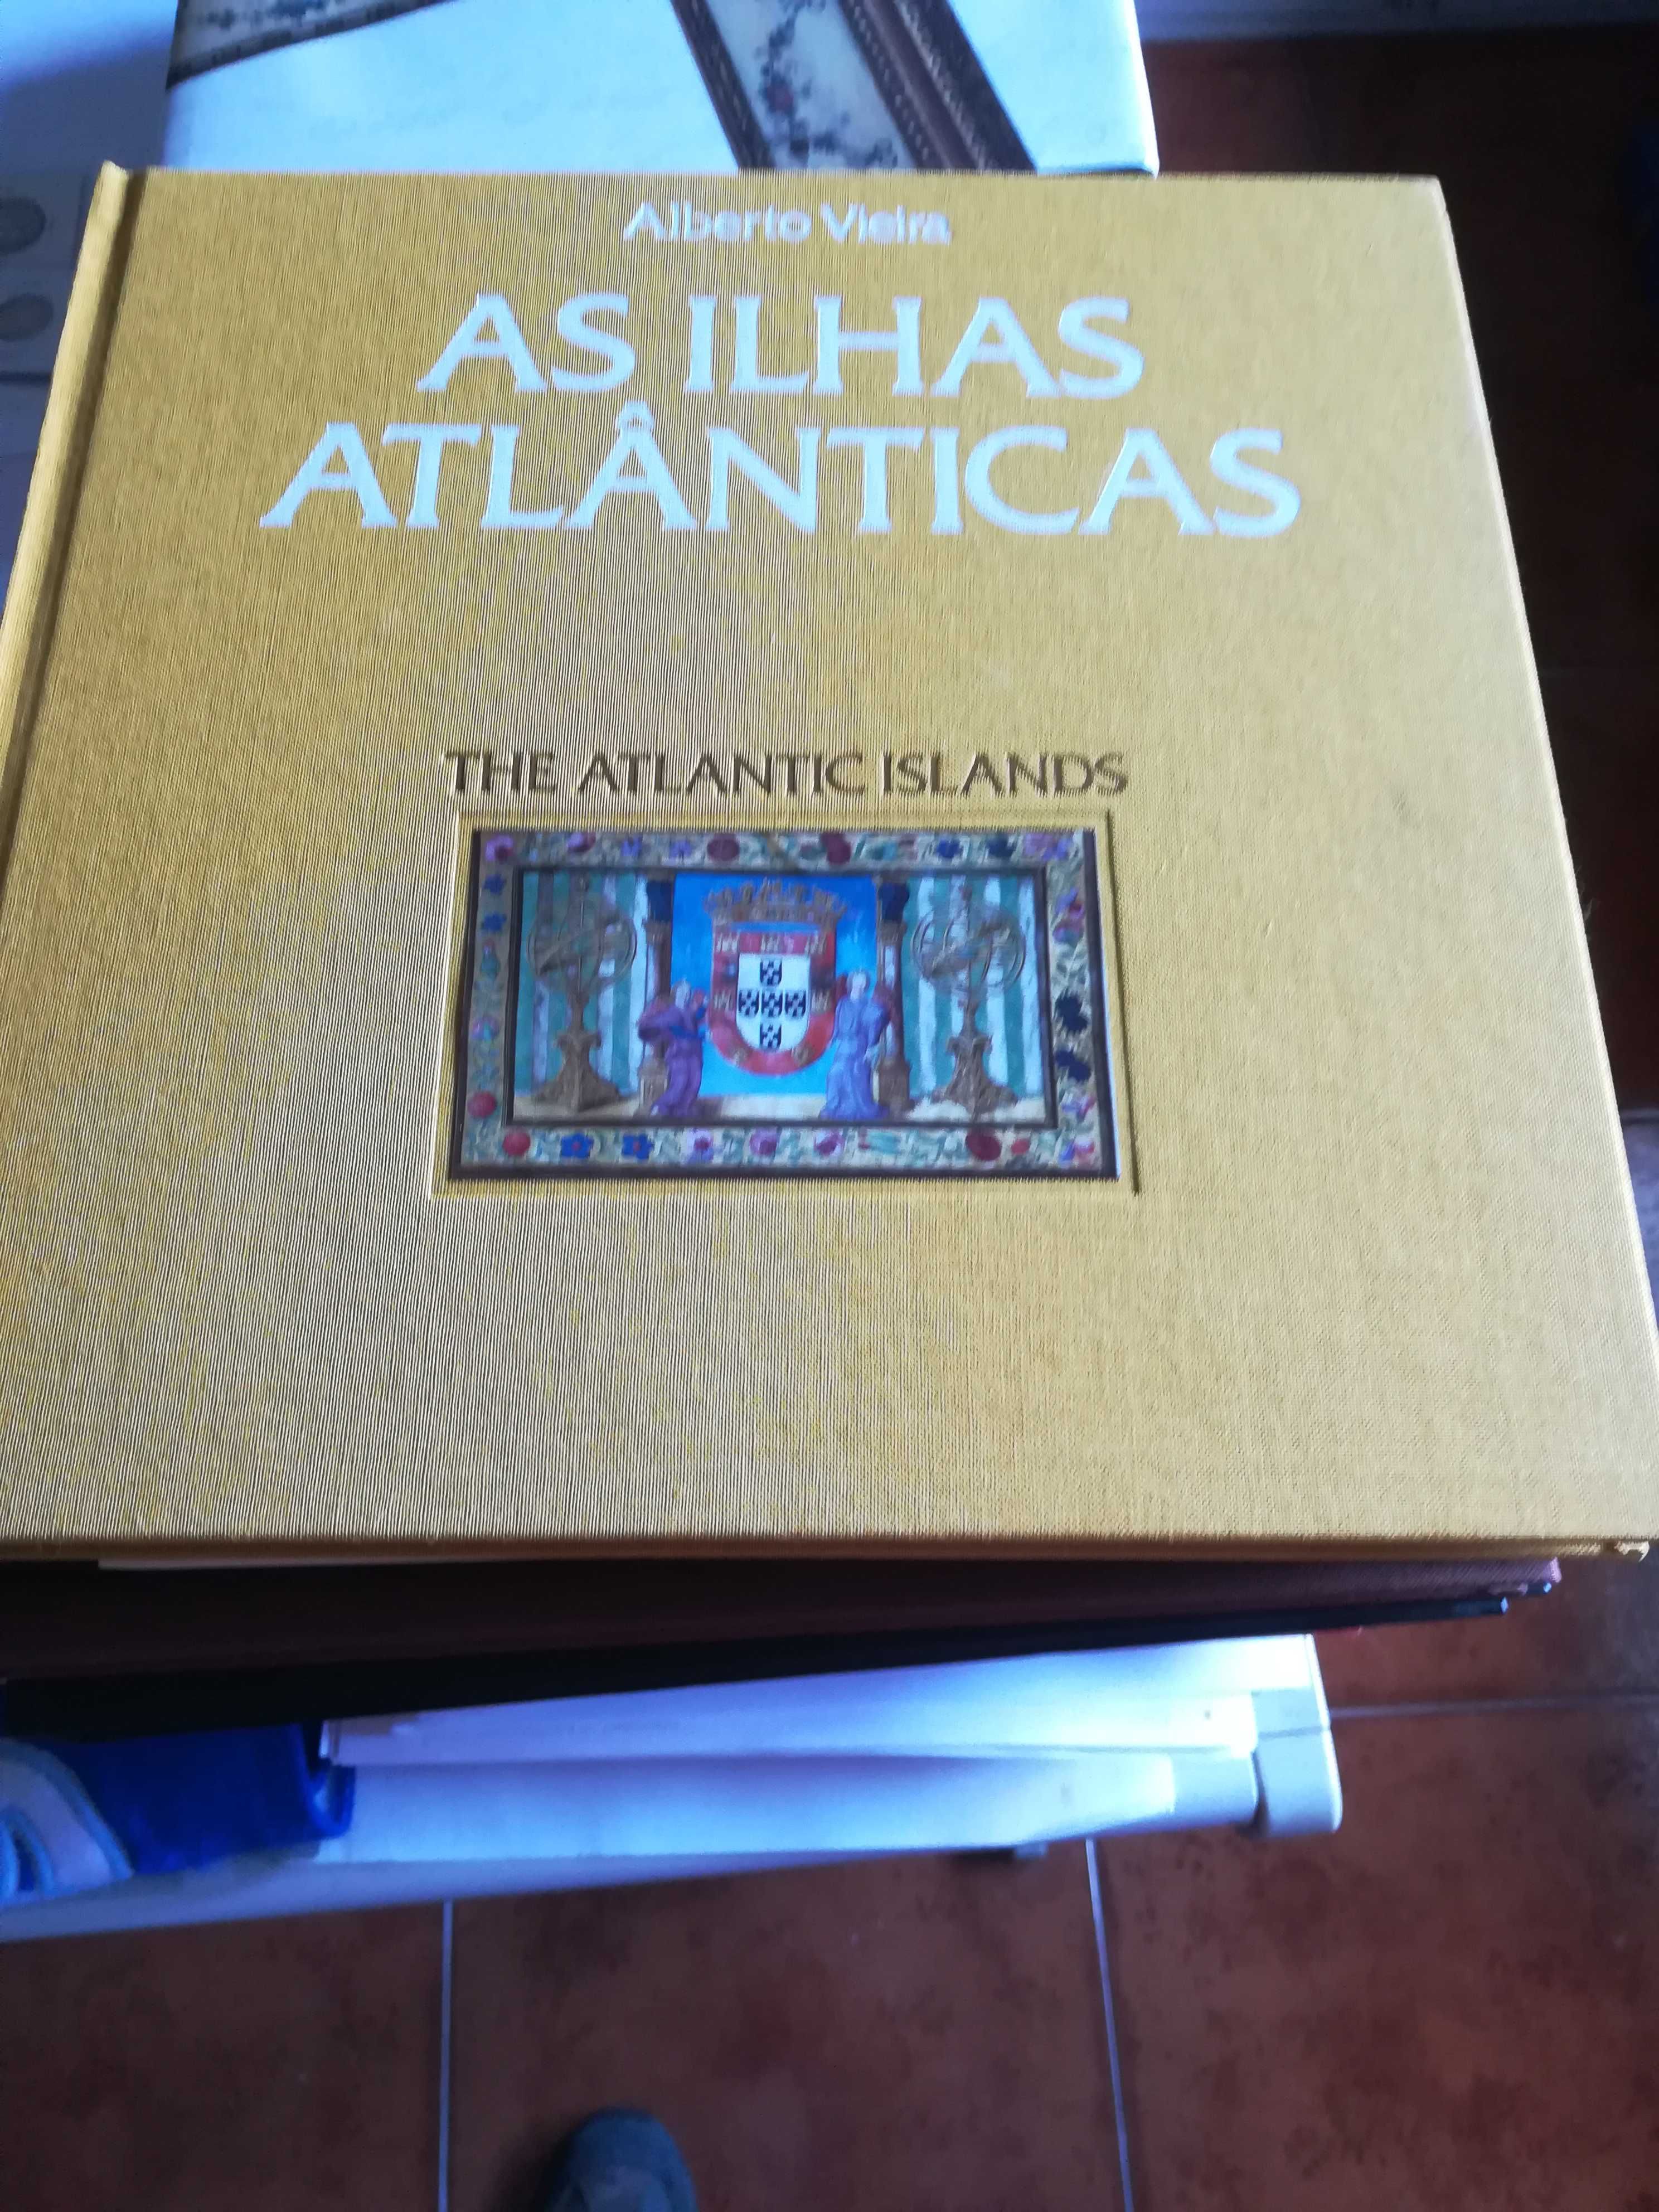 Alberto Vieira
AS ILHAS
ATLÂNTICAS
THE ATLANTIC ISLANDS